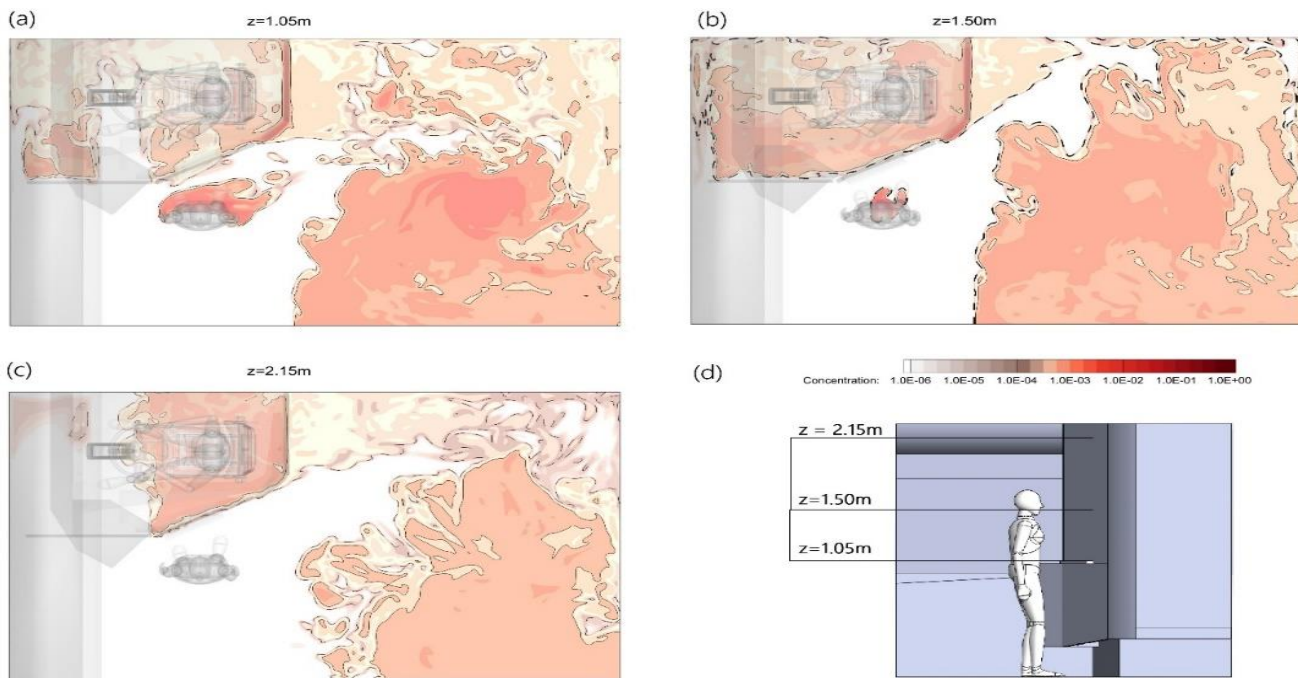 (a)
z=1.05m
(b)
z=1.50m
(c)
z=2.15m
(d)
Concentration: 1.0E-06 1.0E-05 1.0E-04 1.0E-03 1.0E-02 1.0E-01 1.0E+00
z = 2.15m
z=1.50m
z=1.05m